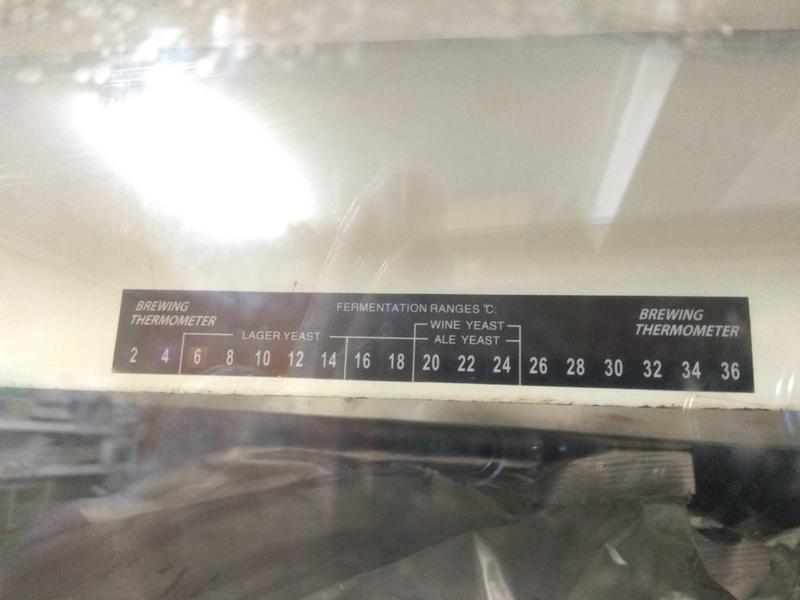 BREWING
THERMOMETER
FERMENTATION RANGES °C:
LAGER YEAST
WINE YEAST
ALE YEAST
BREWING
THERMOMETER
2 4 6 8 10 12 14 16 18 20 22 24 26 28 30 32 34 36